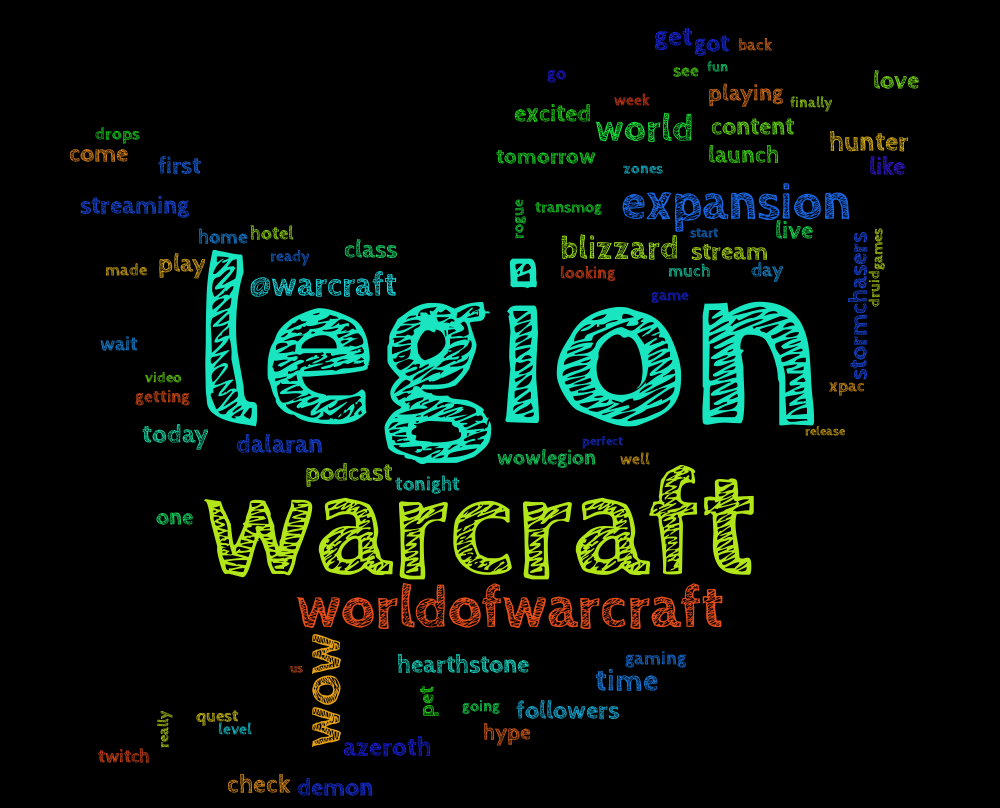 get
got
back
go
see
fun
love
week
playing
finally
excited
world
content
drops
come
first
tomorrow
launch
hunter
like
zones
streaming
rogue
transmog
expansion
home
hotel
start
live
class
blizzard
stream
ready
made
play
@warcraft
looking
much
day
druidgames
stormchasers
legion
game
wait
video
getting
xpac
today
dalaran
perfect
release
wowlegion
well
podcast
tonight
one
warcraft
worldofwarcraft
wow
us
hearthstone
gaming
time
pet
going
followers
really
quest
level
hype
azeroth
twitch
check
demon